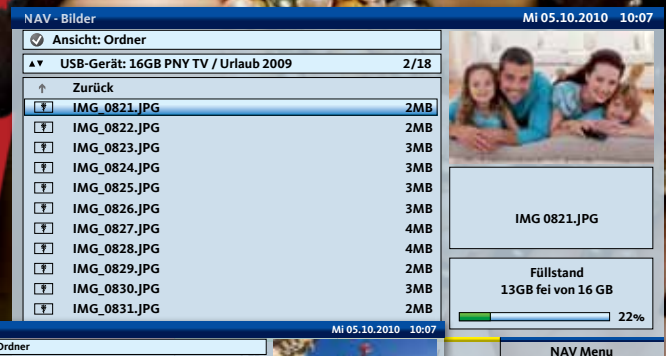 NAV - Bilder Mi 05.10.2010 10:07
Ansicht: Ordner
USB-Gerät: 16GB PNY TV / Urlaub 2009 2/18
Zurück
IMG_0821.JPG 2MB
IMG_0822.JPG 2MB
IMG_0823.JPG 3MB
IMG_0824.JPG 3MB
IMG_0825.JPG 3MB
IMG_0826.JPG 3MB
IMG_0827.JPG 4MB
IMG_0828.JPG 4MB
IMG_0829.JPG 2MB
IMG_0830.JPG 3MB
IMG_0831.JPG 2MB
IMG 0821.JPG
Füllstand
13GB fei von 16 GB
22%
Mi 05.10.2010 10:07
Ordner
NAV Menu